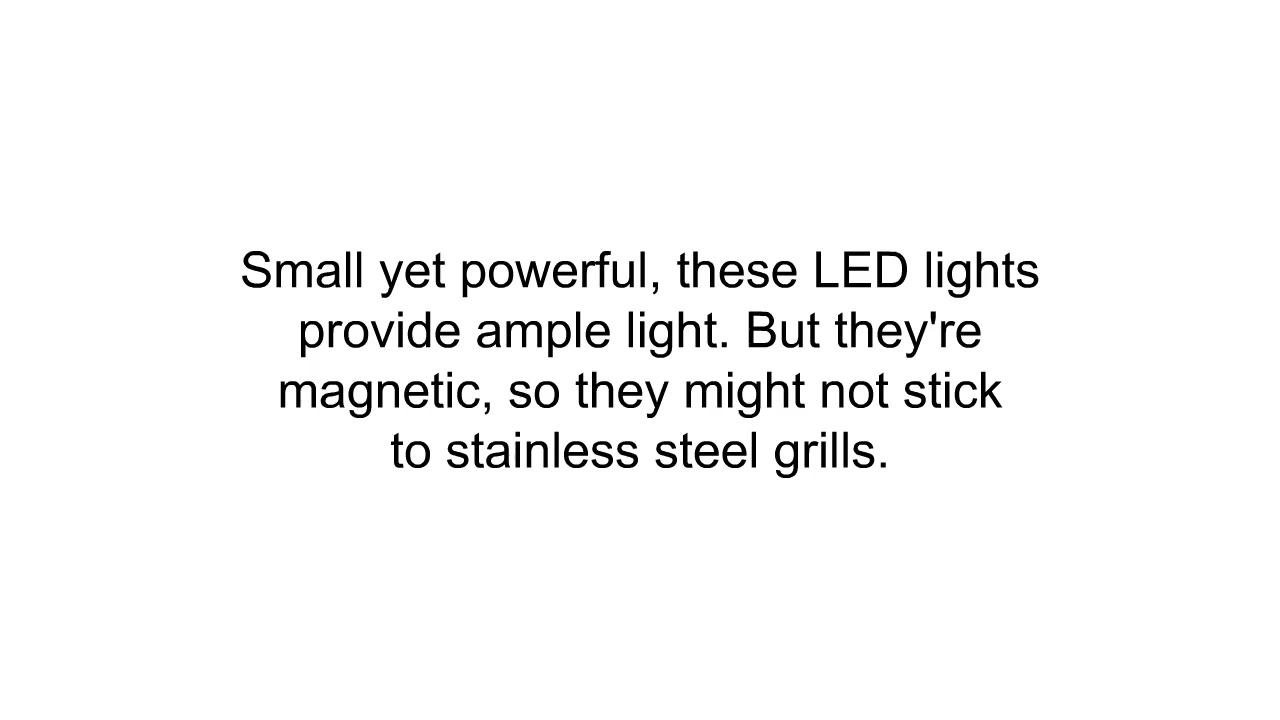 Small yet powerful, these LED lights
provide ample light. But they're
magnetic, so they might not stick
to stainless steel grills.